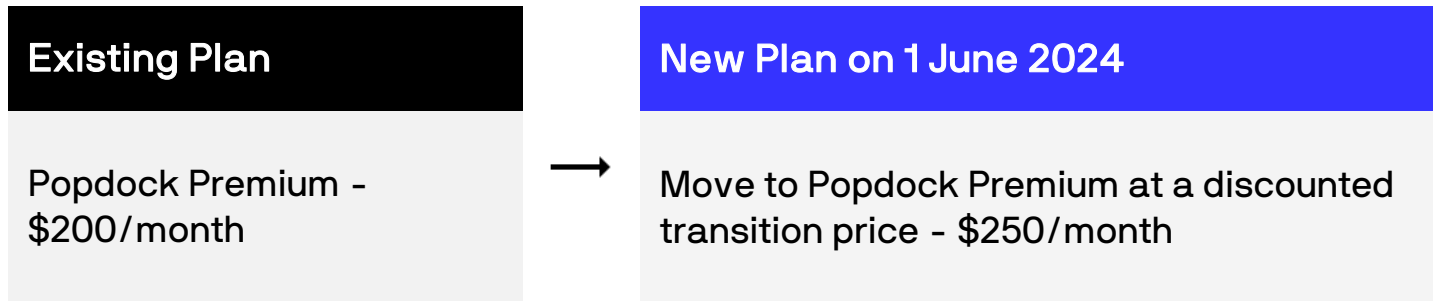 Existing Plan
Popdock Premium -
$200/month
New Plan on 1 June 2024
Move to Popdock Premium at a discounted
transition price - $250/month